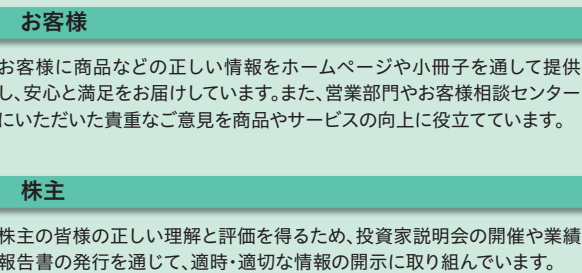 お客様
お客様に商品などの正しい情報をホームページや小冊子を通して提供
し、安心と満足をお届けしています。また、営業部門やお客様相談センター
にいただいた貴重なご意見を商品やサービスの向上に役立てています。
株主
株主の皆様の正しい理解と評価を得るため、投資家説明会の開催や業績
報告書の発行を通じて、適時・適切な情報の開示に取り組んでいます。